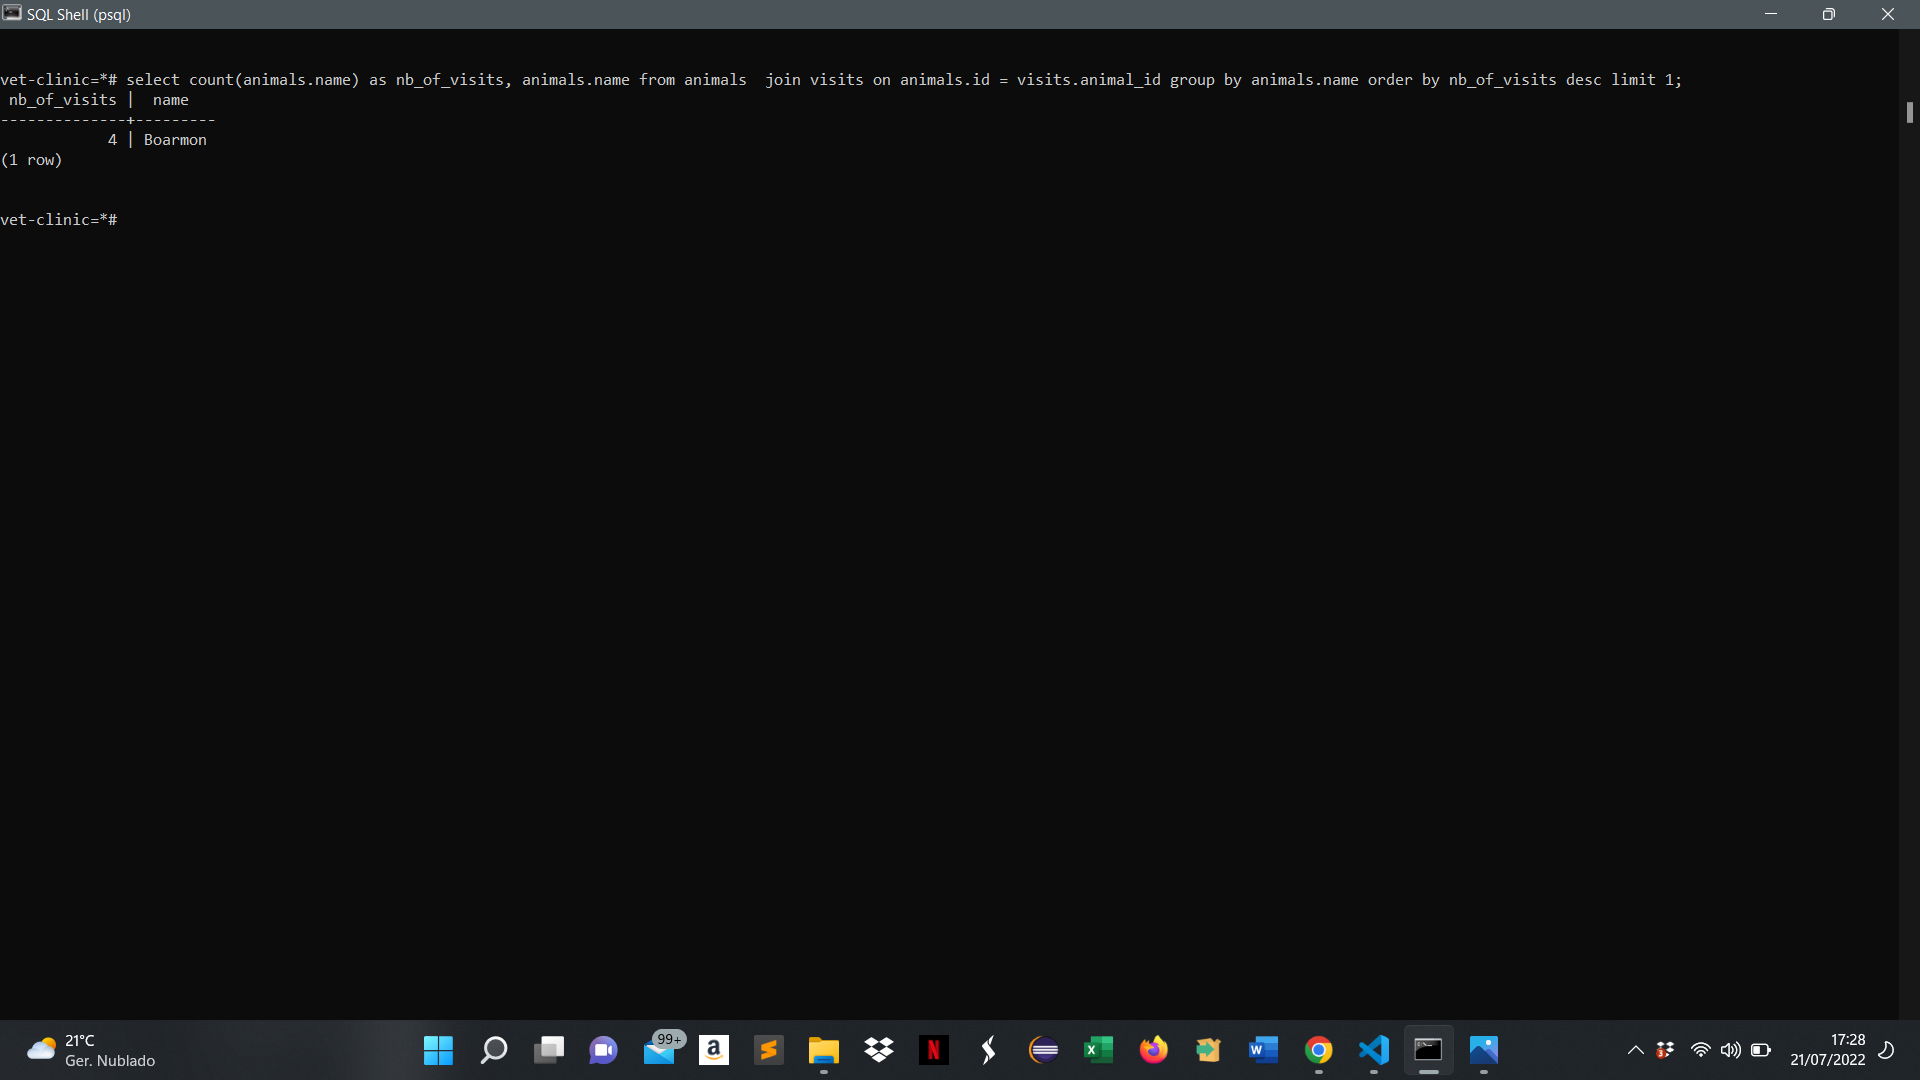 SQL Shell (psql)
vet-clinic=*# select count(animals.name) as nb_of_visits, animals.name from animals  join visits on animals.id = visits.animal_id group by animals.name order by nb_of_visits desc limit 1;
 nb_of_visits |  name
--------------+---------
            4 | Boarmon
(1 row)
vet-clinic=*#
21°C
Ger. Nublado
99+
3
17:28
21/07/2022